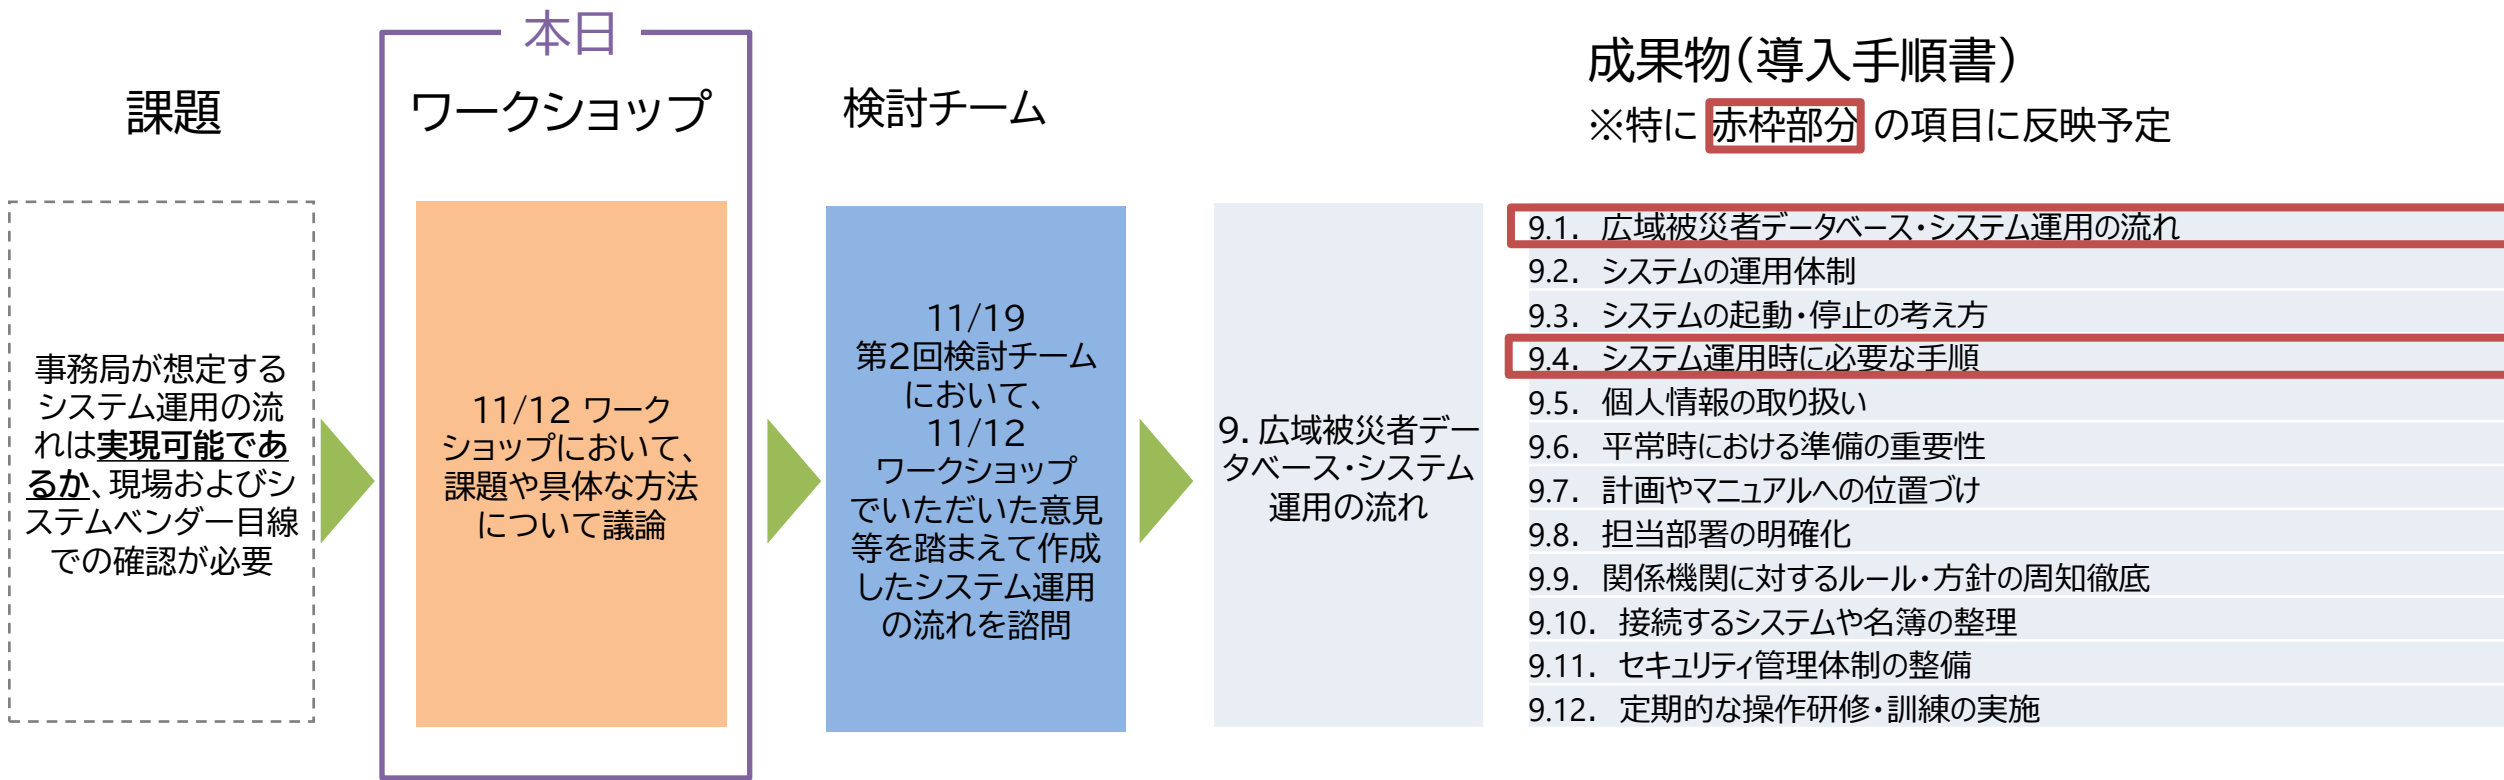 本日
課題
ワークショップ
検討チーム
成果物(導入手順書)
※特に 赤枠部分 の項目に反映予定
事務局が想定する
システム運用の流
れは実現可能であ
るか、現場およびシ
ステムベンダー目線
での確認が必要
11/12 ワーク
ショップにおいて、
課題や具体な方法
について議論
11/19
第2回検討チーム
において、
11/12
ワークショップ
でいただいた意見
等を踏まえて作成
したシステム運用
の流れを諮問
9. 広域被災者デー
タベース・システム
運用の流れ
9.1. 広域被災者データベース・システム運用の流れ
9.2. システムの運用体制
9.3. システムの起動・停止の考え方
9.4. システム運用時に必要な手順
9.5. 個人情報の取り扱い
9.6. 平常時における準備の重要性
9.7. 計画やマニュアルへの位置づけ
9.8. 担当部署の明確化
9.9. 関係機関に対するルール・方針の周知徹底
9.10. 接続するシステムや名簿の整理
9.11. セキュリティ管理体制の整備
9.12. 定期的な操作研修・訓練の実施